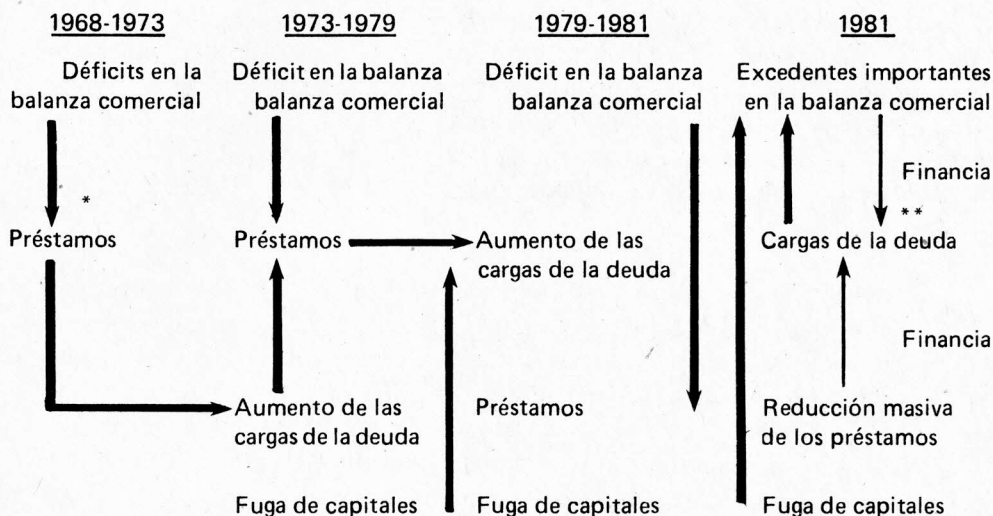 1968-1973
Déficits en la
balanza comercial
*
Préstamos
1973-1979
Déficit en la balanza
balanza comercial
Préstamos
Aumento de las
cargas de la deuda
Fuga de capitales
1979-1981
Déficit en la balanza
balanza comercial
Aumento de las
cargas de la deuda
Préstamos
Fuga de capitales
1981
Excedentes importantes
en la balanza comercial
Financia
**
Cargas de la deuda
Financia
Reducción masiva
de los préstamos
Fuga de capitales